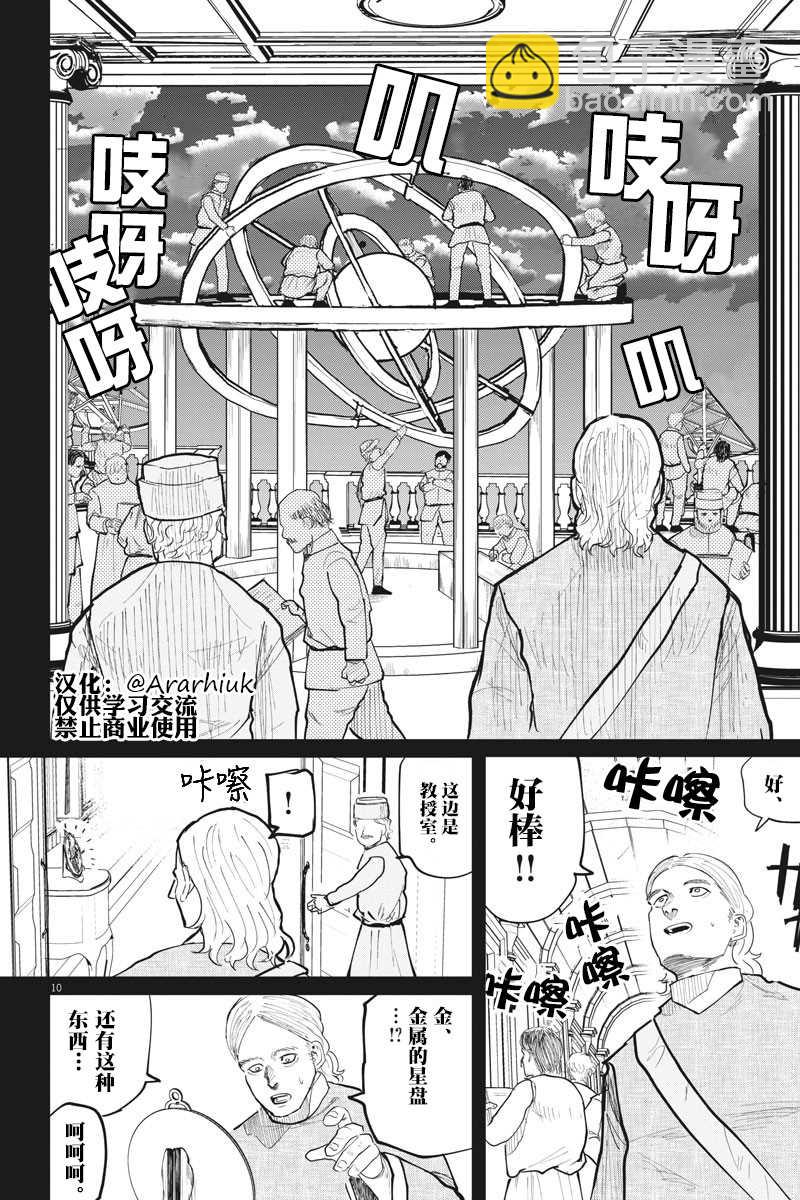 包子漫畫
baozimh.com
叽
吱呀
吱呀
吱呀
叽
汉化：@Ararhiuk
仅供学习交流
禁止商业使用
好、
好棒!!
咔嚓
咔嚓
咔嚓
这边是
教授室。
!
咔嚓
10
金、
金属的星盘
…!?
还有这种
东西…
呵呵呵。